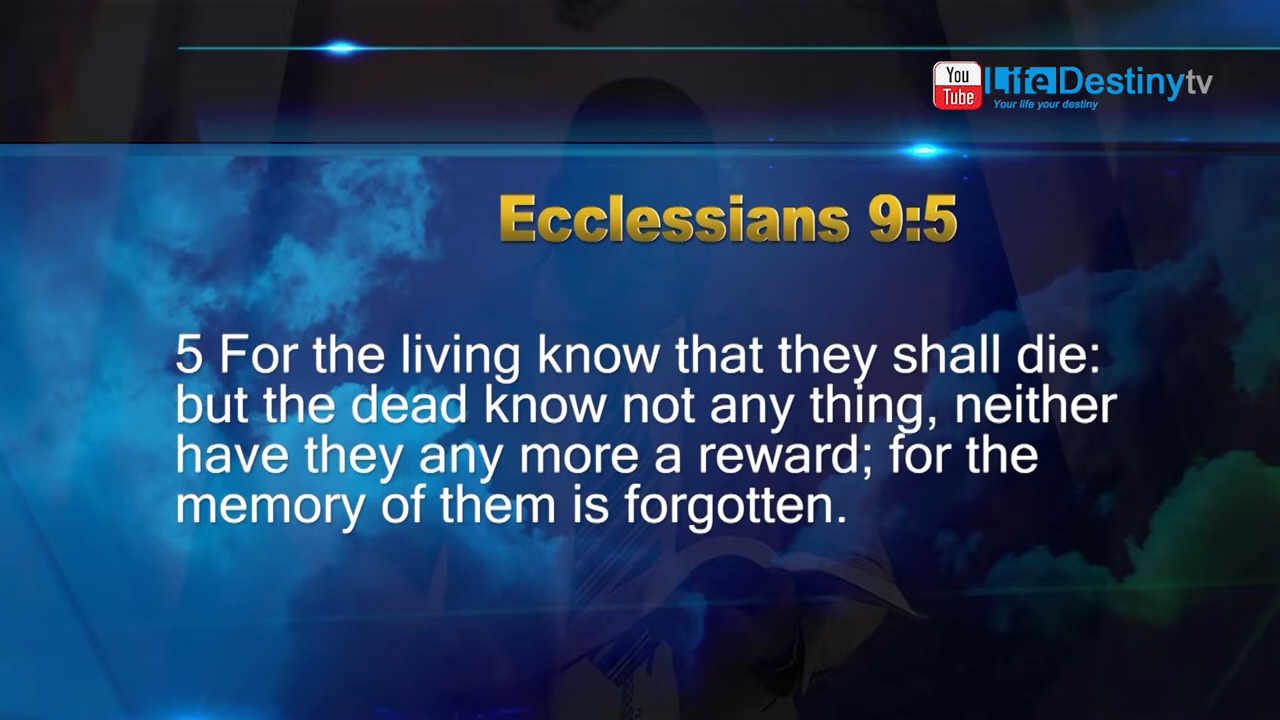 You
Tube
LifeDestinytv
Your life your destiny
Ecclessians 9:5
5 For the living know that they shall die:
but the dead know not any thing, neither
have they any more a reward; for the
memory of them is forgotten.